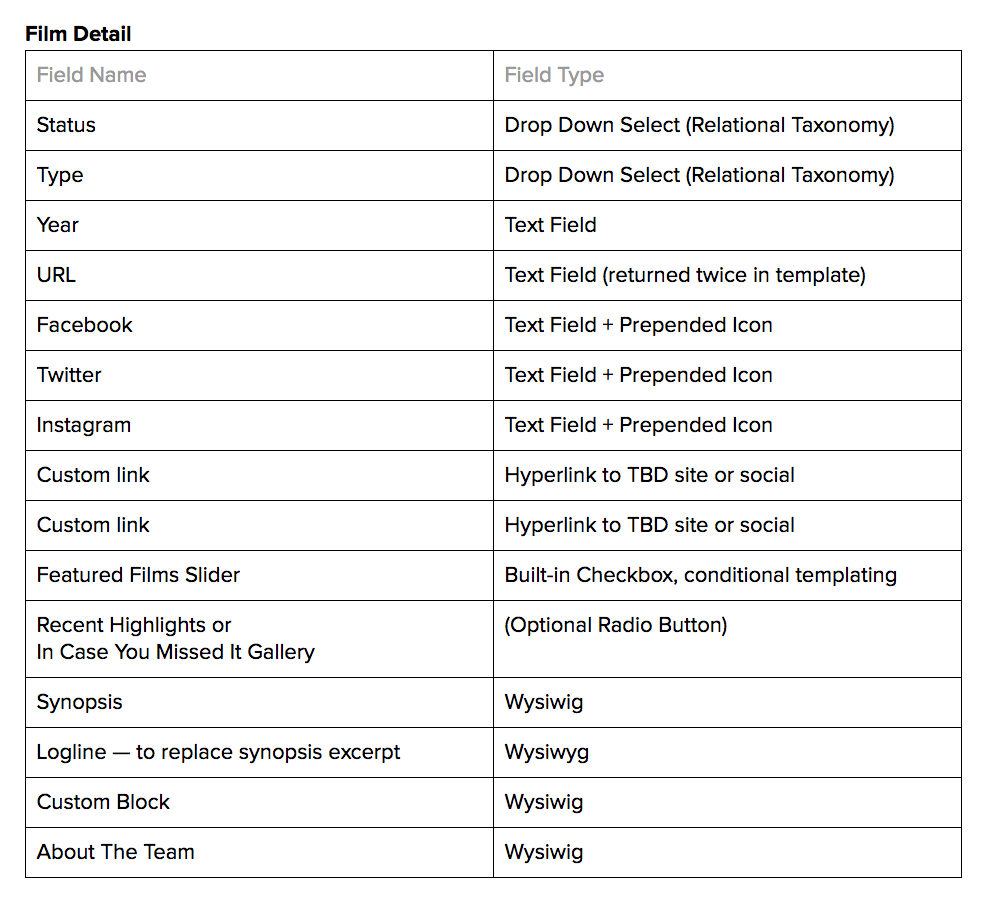 Film Detail
Field Name Field Type
Status Drop Down Select (Relational Taxonomy)
Type Drop Down Select (Relational Taxonomy)
Year Text Field
URL Text Field (returned twice in template)
Facebook Text Field + Prepended Icon
Twitter Text Field + Prepended Icon
Instagram Text Field + Prepended Icon
Custom link Hyperlink to TBD site or social
Custom link Hyperlink to TBD site or social
Featured Films Slider Built-in Checkbox, conditional templating
Recent Highlights or (Optional Radio Button)
In Case You Missed It Gallery
Synopsis Wysiwig
Logline — to replace synopsis excerpt Wysiwyg
Custom Block Wysiwig
About The Team Wysiwig